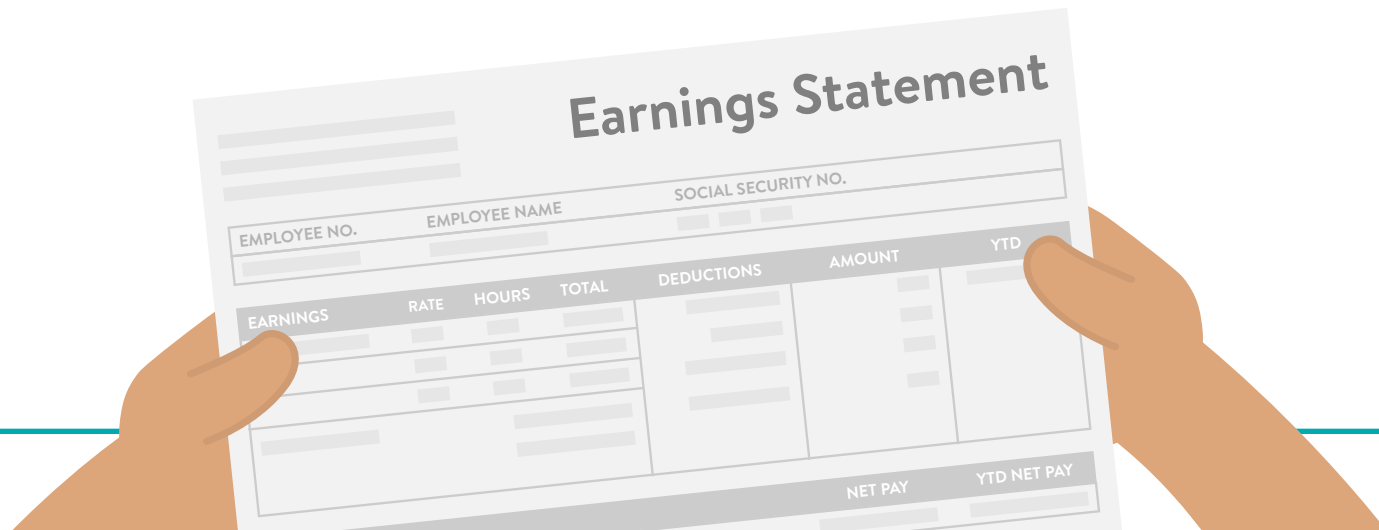 Earnings Statement
EMPLOYEE NO. EMPLOYEE NAME SOCIAL SECURITY NO.
EARNINGS RATE HOURS TOTAL DEDUCTIONS AMOUNT YTD
NET PAY YTD NET PAY